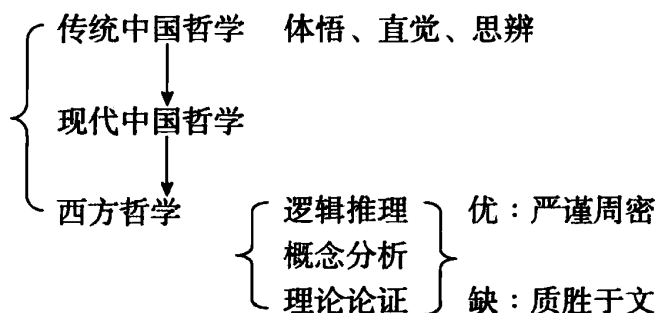 传统中国哲学 体悟、直觉、思辨
现代中国哲学
西方哲学
逻辑推理 优：严谨周密
概念分析
理论论证 缺：质胜于文